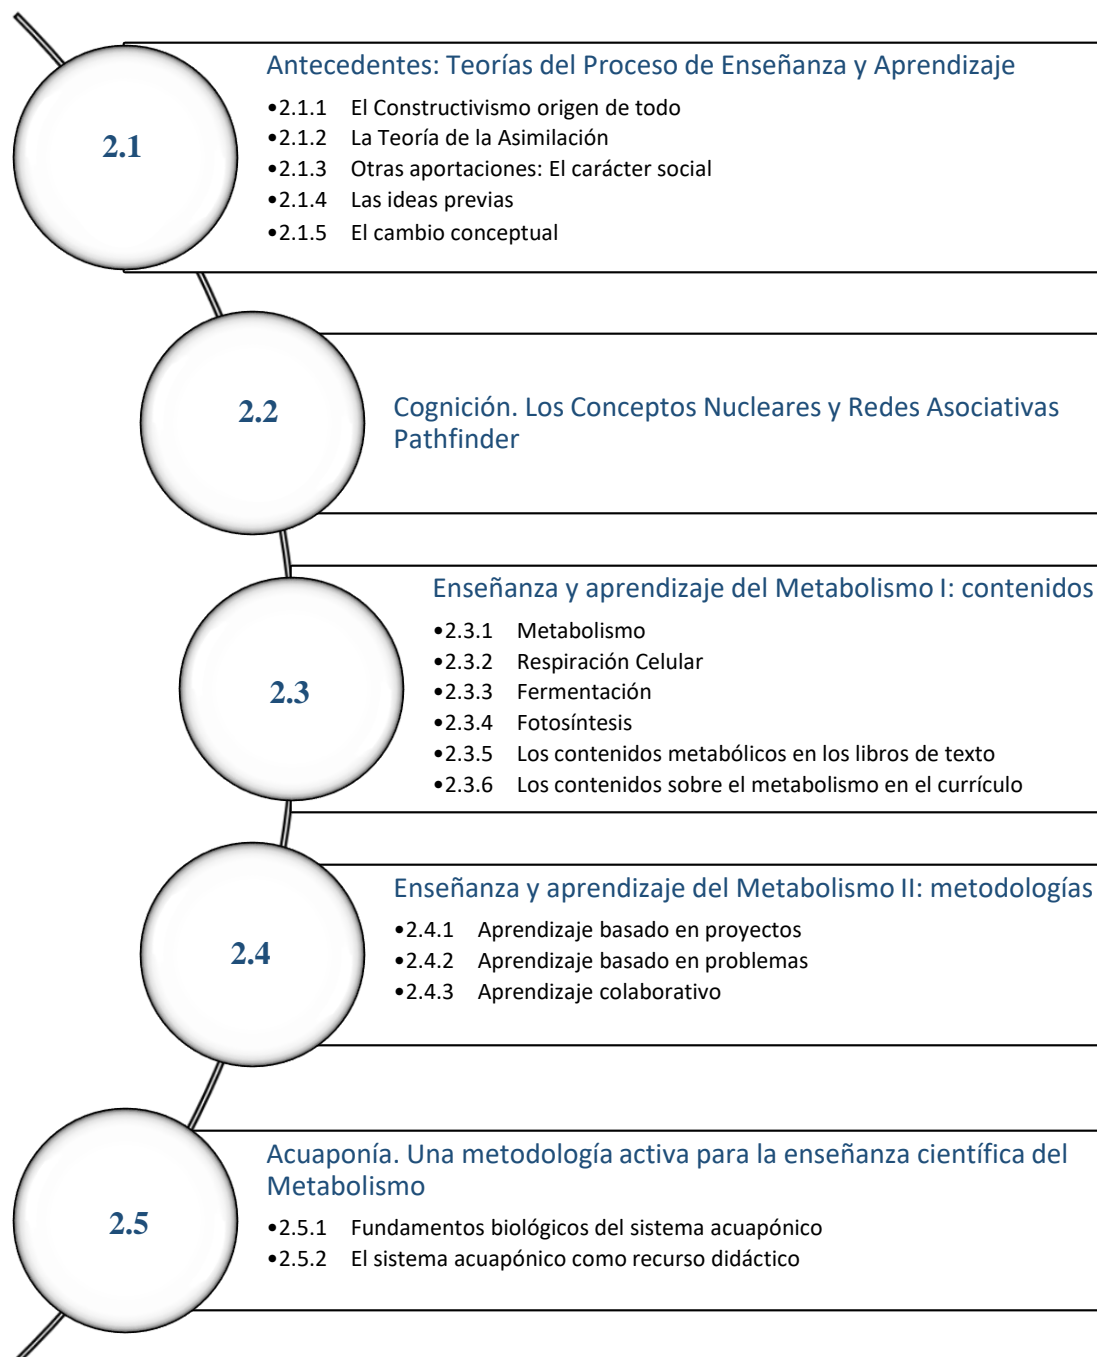 2.1
Antecedentes: Teorías del Proceso de Enseñanza y Aprendizaje
•2.1.1 El Constructivismo origen de todo
•2.1.2 La Teoría de la Asimilación
•2.1.3 Otras aportaciones: El carácter social
•2.1.4 Las ideas previas
•2.1.5 El cambio conceptual
2.2
Cognición. Los Conceptos Nucleares y Redes Asociativas
Pathfinder
2.3
Enseñanza y aprendizaje del Metabolismo I: contenidos
•2.3.1 Metabolismo
•2.3.2 Respiración Celular
•2.3.3 Fermentación
•2.3.4 Fotosíntesis
•2.3.5 Los contenidos metabólicos en los libros de texto
•2.3.6 Los contenidos sobre el metabolismo en el currículo
2.4
Enseñanza y aprendizaje del Metabolismo II: metodologías
•2.4.1 Aprendizaje basado en proyectos
•2.4.2 Aprendizaje basado en problemas
•2.4.3 Aprendizaje colaborativo
2.5
Acuaponía. Una metodología activa para la enseñanza científica del
Metabolismo
•2.5.1 Fundamentos biológicos del sistema acuapónico
•2.5.2 El sistema acuapónico como recurso didáctico